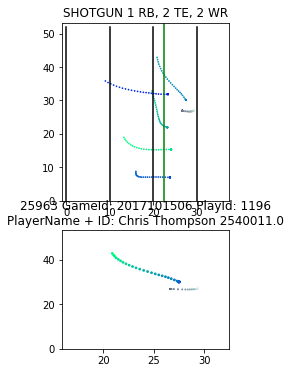 SHOTGUN 1 RB, 2 TE, 2 WR
50
40
30
20
10
0
0 10 20 30
25963 GameId: 2017101506 PlayId: 1196
PlayerName + ID: Chris Thompson 2540011.0
40
20
0
20 25 30